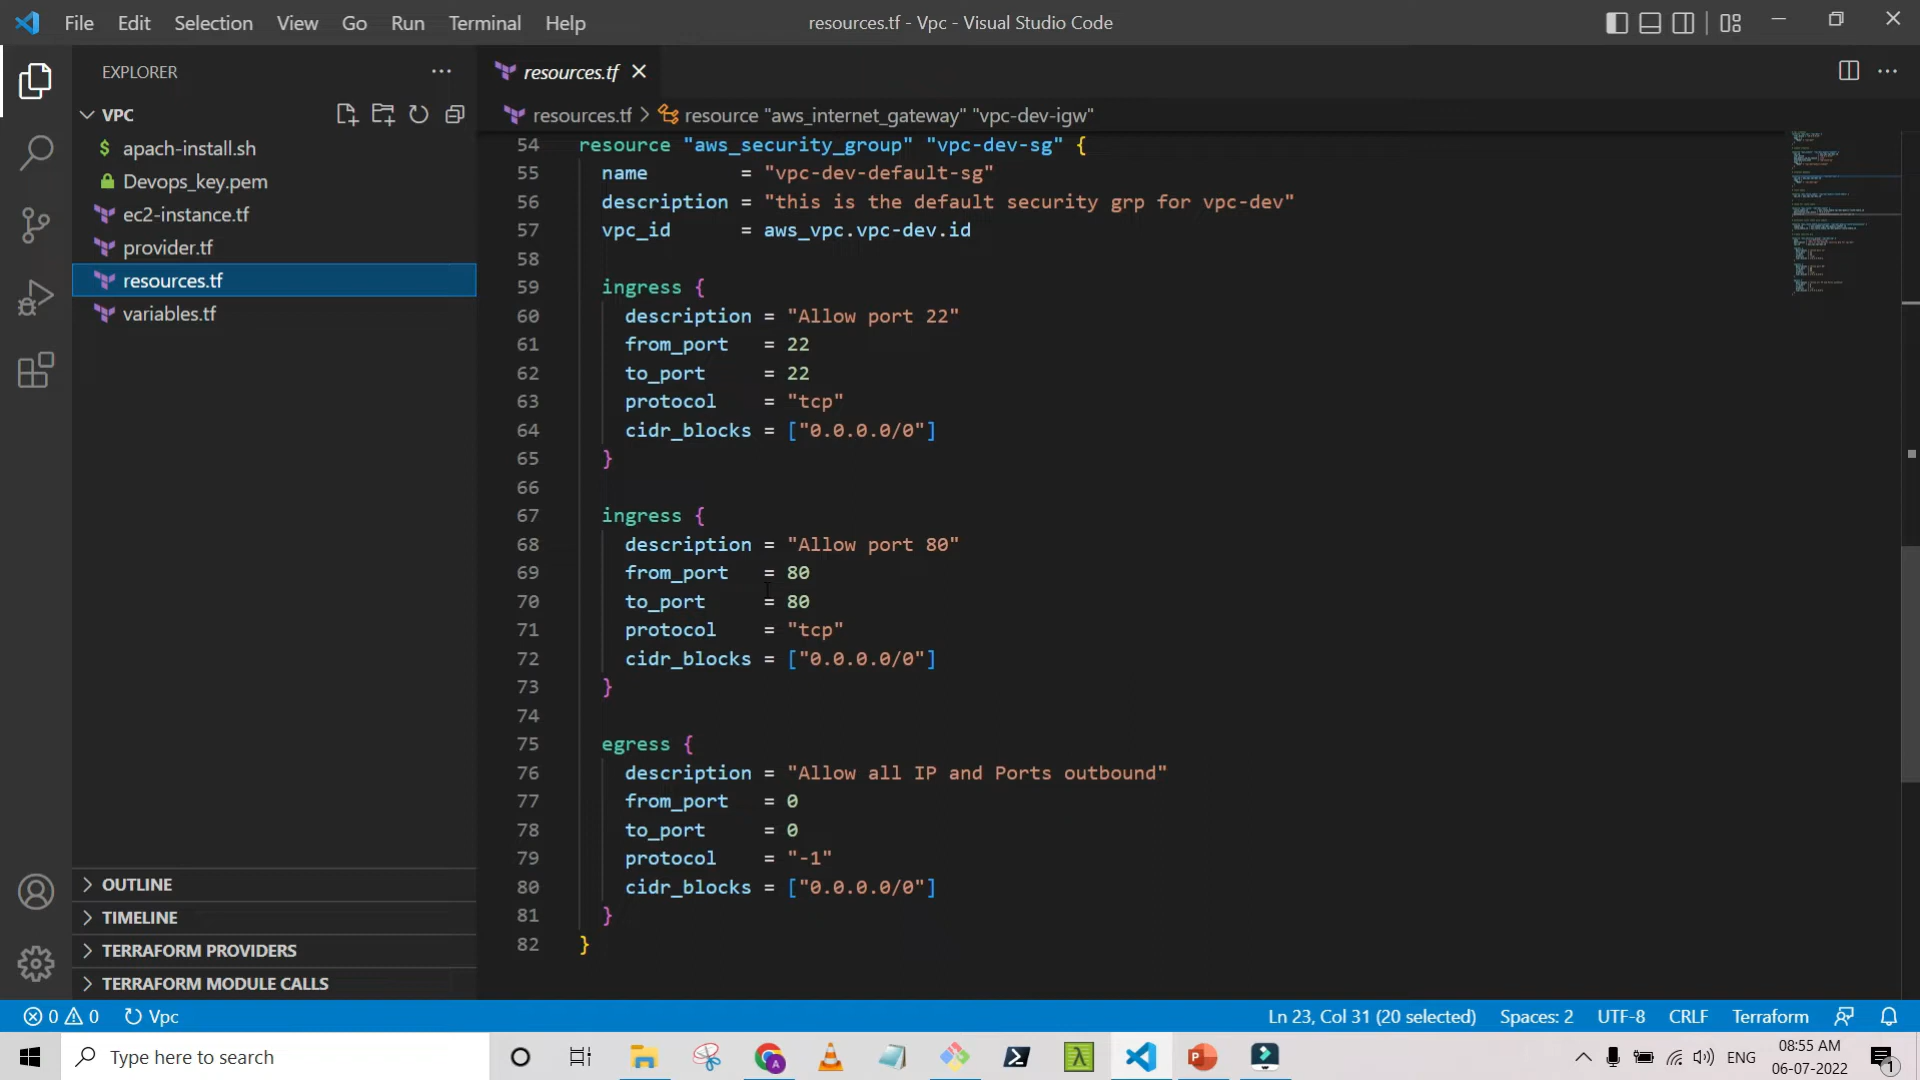 File Edit Selection View Go Run Terminal Help
resources.tf - Vpc - Visual Studio Code
EXPLORER
VPC
apach-install.sh
Devops_key.pem
ec2-instance.tf
provider.tf
resources.tf
variables.tf
OUTLINE
TIMELINE
TERRAFORM PROVIDERS
TERRAFORM MODULE CALLS
resources.tf
resources.tf > resource "aws_internet_gateway" "vpc-dev-igw"
54 resource "aws_security_group" "vpc-dev-sg" {
55 name = "vpc-dev-default-sg"
56 description = "this is the default security grp for vpc-dev"
57 vpc_id = aws_vpc.vpc-dev.id
58
59 ingress {
60 description = "Allow port 22"
61 from_port = 22
62 to_port = 22
63 protocol = "tcp"
64 cidr_blocks = ["0.0.0.0/0"]
65 }
66
67 ingress {
68 description = "Allow port 80"
69 from_port = 80
70 to_port = 80
71 protocol = "tcp"
72 cidr_blocks = ["0.0.0.0/0"]
73 }
74
75 egress {
76 description = "Allow all IP and Ports outbound"
77 from_port = 0
78 to_port = 0
79 protocol = "-1"
80 cidr_blocks = ["0.0.0.0/0"]
81 }
82 }
0 0 Vpc
Ln 23, Col 31 (20 selected) Spaces: 2 UTF-8 CRLF Terraform
Type here to search
ENG
08:55 AM
06-07-2022
1